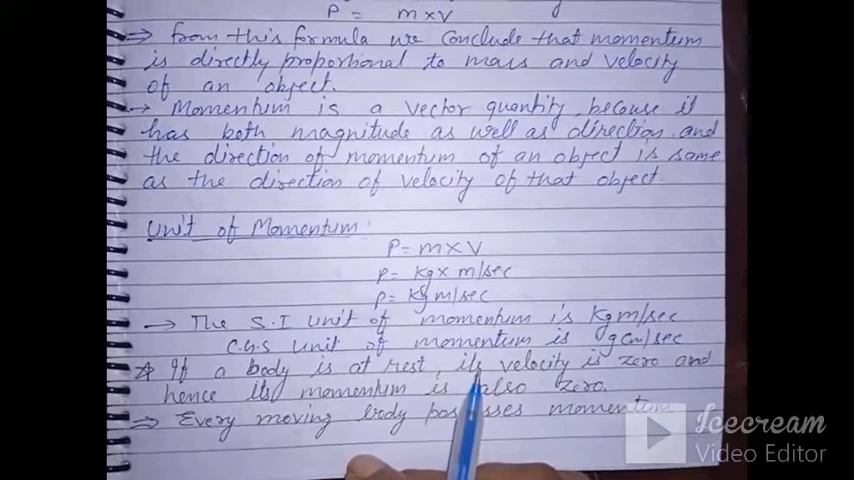 P = m×V
⇒ from this formula we conclude that momentum
is directly proportional to mass and velocity
of an object.
→ Momentum is a vector quantity, because it
has both magnitude as well as direction and
the direction of momentum of an object is same
as the direction of velocity of that object.
Unit of Momentum
P = m×V
P = kg × m/sec
P = kg m/sec
→ The S.I unit of momentum is kg m/sec
C.G.S unit of momentum is g cm/sec
☆ If a body is at rest, its velocity is zero and
hence its momentum is also zero.
⇒ Every moving body possesses momentum
Icecream
Video Editor